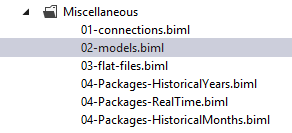 Miscellaneous
01-connections.biml
02-models.biml
03-flat-files.biml
04-Packages-HistoricalYears.biml
04-Packages-RealTime.biml
04-Packages-HistoricalMonths.biml